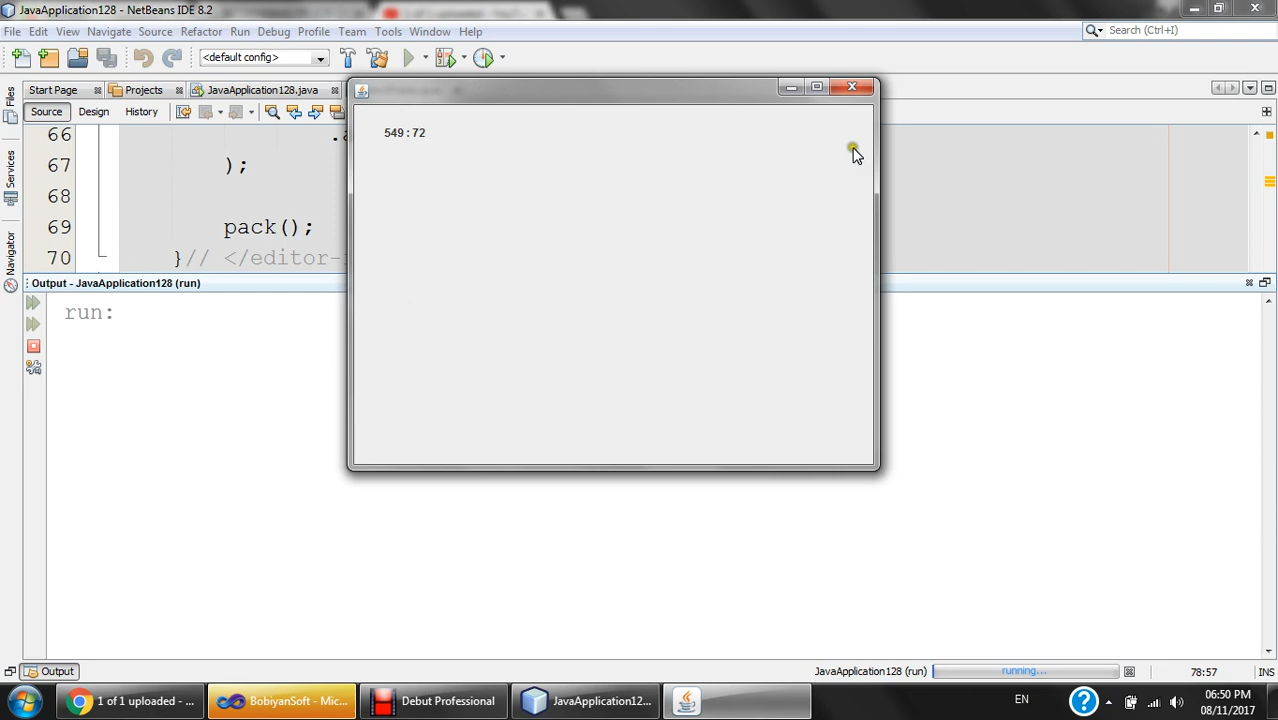 JavaApplication128 - NetBeans IDE 8.2
File Edit View Navigate Source Refactor Run Debug Profile Team Tools Window Help
Search (Ctrl+I)
<default config>
Start Page Projects JavaApplication128.java
Source Design History
Files
Services
Navigator
549 : 72
66
67 );
68
69 pack();
70 }// </editor-
Output - JavaApplication128 (run)
run:
Output
JavaApplication128 (run) running... 78:57 INS
1 of 1 uploaded - ... BobiyanSoft - Mic... Debut Professional JavaApplication12... EN 06:50 PM
08/11/2017